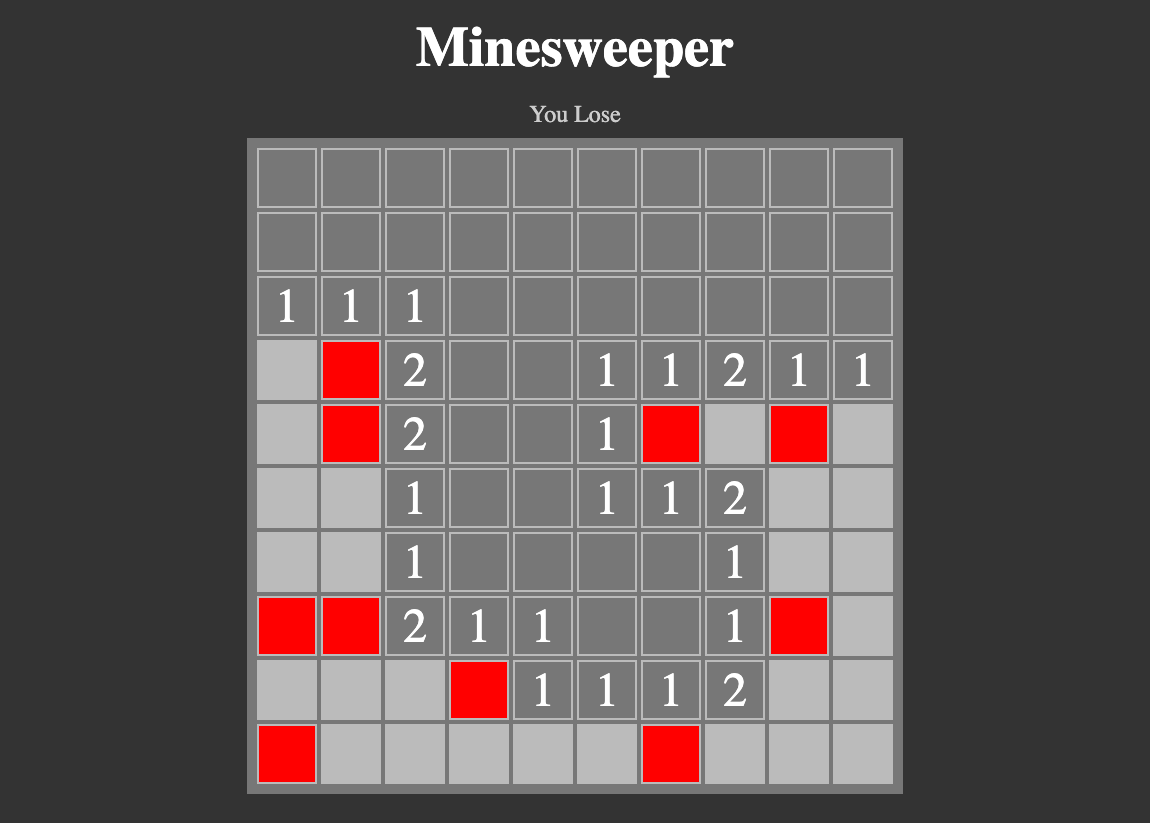 Minesweeper
You Lose
1 1 1
2 1 1 2 1 1
2 1
1 1 1 2
1 1
2 1 1 1
1 1 1 2